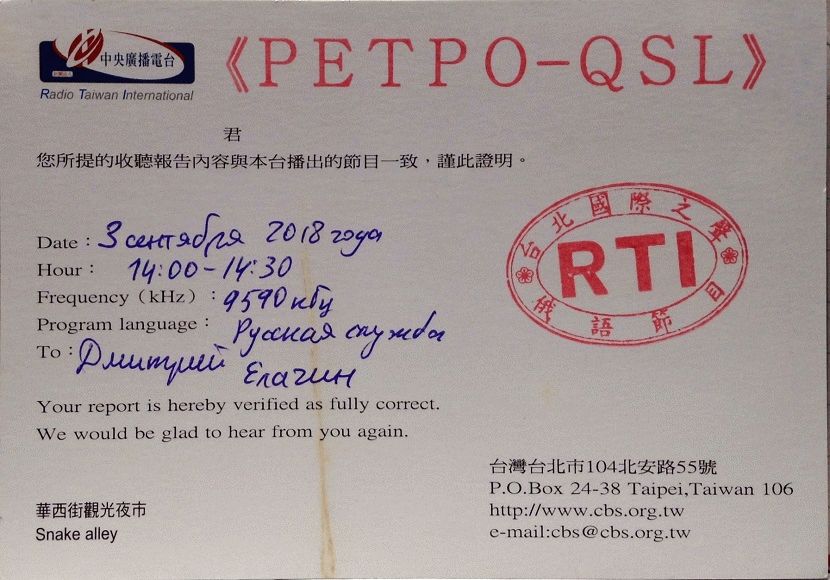 中央廣播電台
Radio Taiwan International
《РЕТРО-QSL》
君
您所提的收聽報告內容與本台播出的節目一致，謹此證明。
Date： 3 сентября 2018 года
Hour： 14:00-14:30
Frequency（kHz）： 9590 кгц
Program language： Русская служба
To： Дмитрий Елагин
Your report is hereby verified as fully correct.
We would be glad to hear from you again.
台北國際之聲
RTI
俄語節目
華西街觀光夜市
Snake alley
台灣台北市104北安路55號
P.O.Box 24-38 Taipei,Taiwan 106
http://www.cbs.org.tw
e-mail:cbs@cbs.org.tw